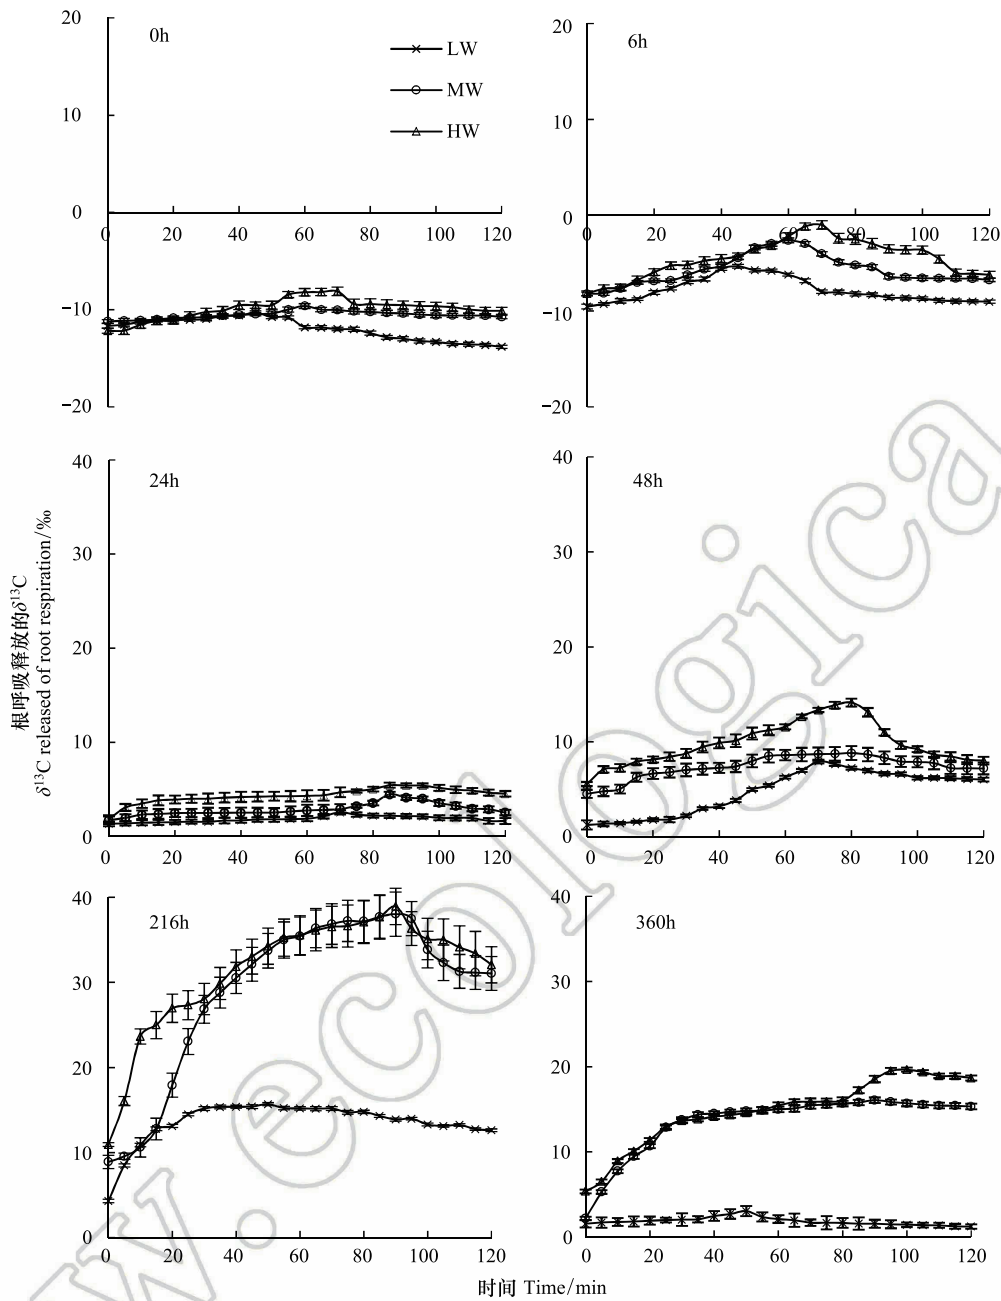 20
10
0
−10
−20
0h
LW
MW
HW
0 20 40 60 80 100 120
20
10
0
−10
−20
6h
0 20 40 60 80 100 120
40
30
20
10
0
24h
0 20 40 60 80 100 120
40
30
20
10
0
48h
0 20 40 60 80 100 120
根呼吸释放的δ¹³C
δ¹³C released of root respiration/‰
40
30
20
10
0
216h
0 20 40 60 80 100 120
40
30
20
10
0
360h
0 20 40 60 80 100 120
时间 Time/min
w.ecologica